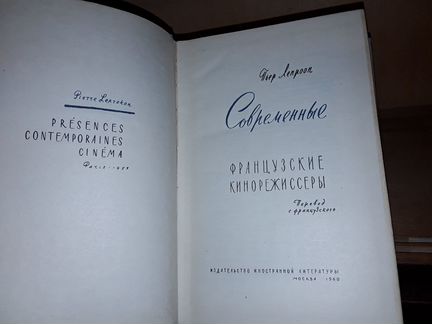 Pierre Leprohon
PRÉSENCES
CONTEMPORAINES
CINÉMA
Paris 1957
Пьер Лепроон
Современные
ФРАНЦУЗСКИЕ
КИНОРЕЖИССЕРЫ
Перевод
с французского
ИЗДАТЕЛЬСТВО ИНОСТРАННОЙ ЛИТЕРАТУРЫ
МОСКВА 1960